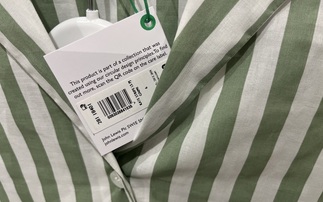 This product is part of a collection that was
created using our circular design principles.To find
out more, scan the QR code on the care label.
John Lewis Plc SW1E
johnlewis.com